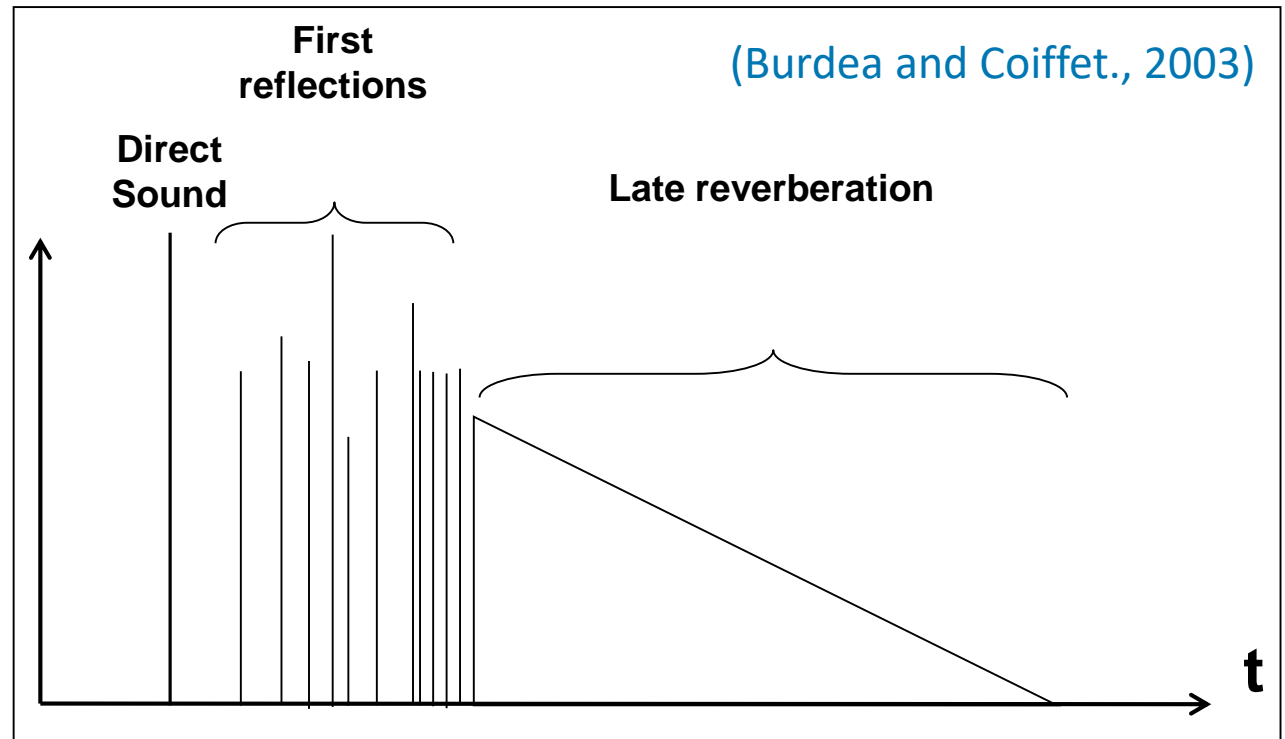 First
reflections
(Burdea and Coiffet., 2003)
Direct
Sound
Late reverberation
t